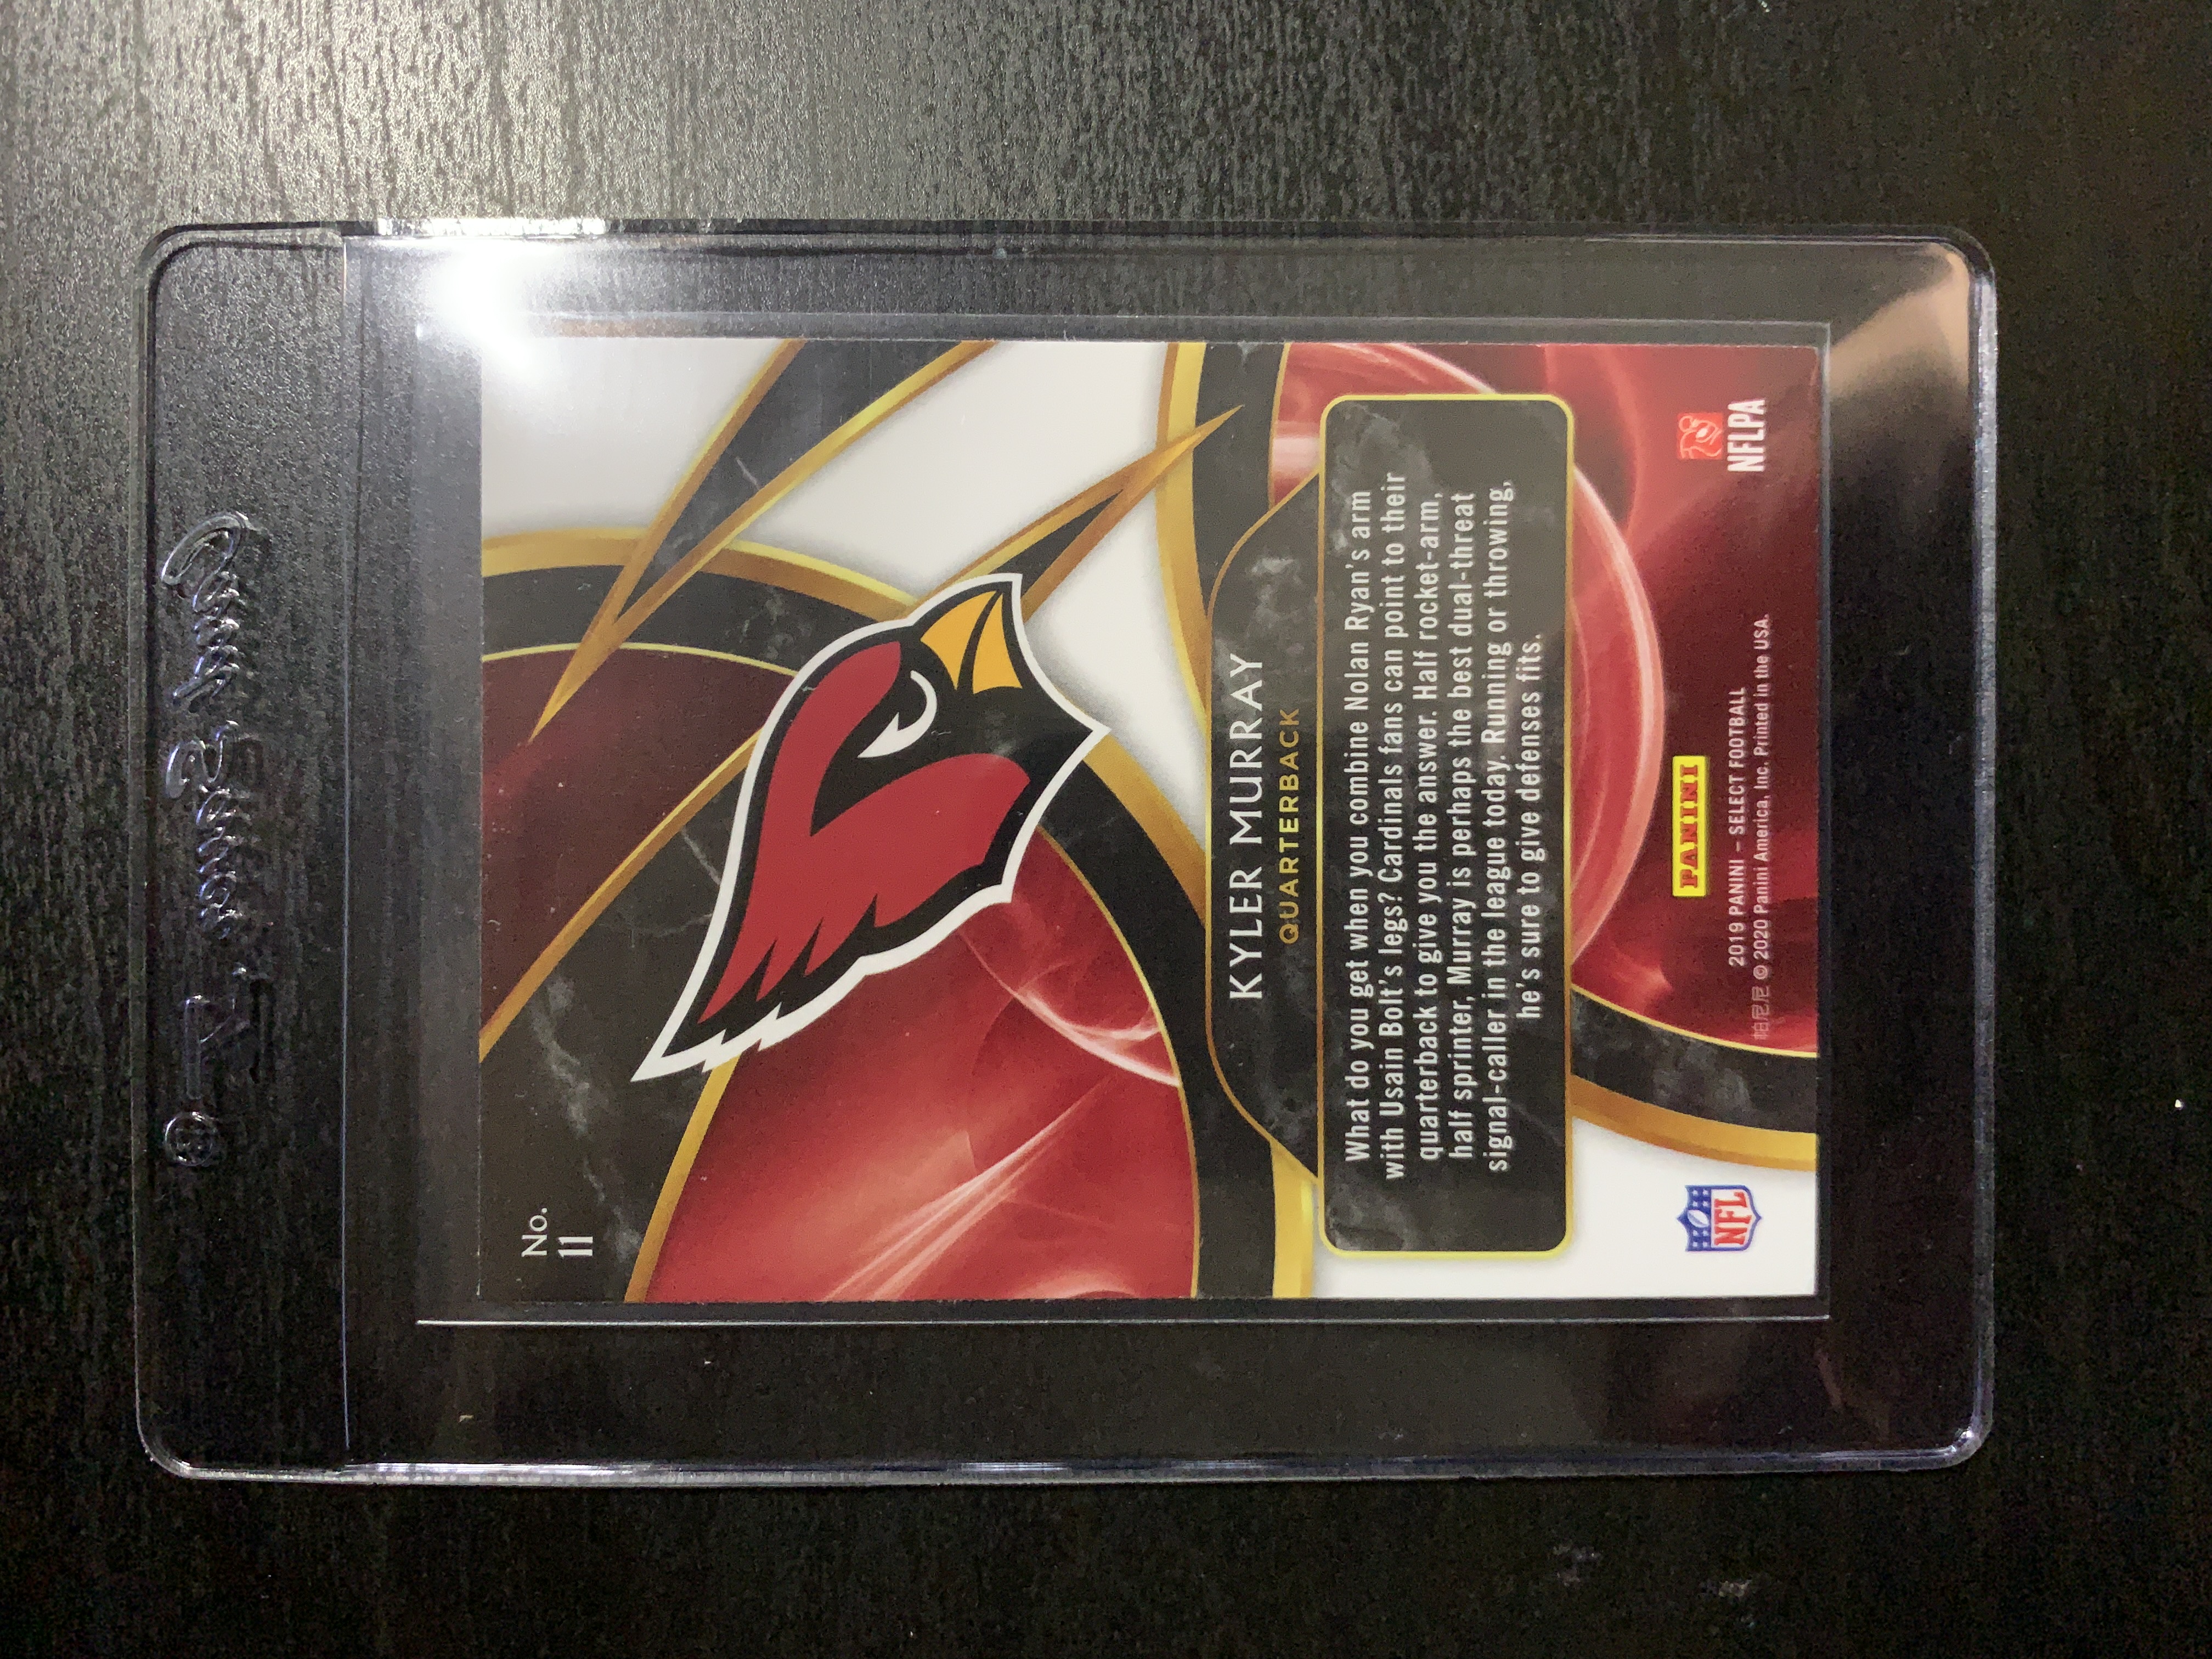 Card Saver I®
No.
11
KYLER MURRAY
QUARTERBACK
What do you get when you combine Nolan Ryan's arm
with Usain Bolt's legs? Cardinals fans can point to their
quarterback to give you the answer. Half rocket-arm,
half sprinter, Murray is perhaps the best dual-threat
signal-caller in the league today. Running or throwing,
he's sure to give defenses fits.
NFL
PANINI
2019 PANINI – SELECT FOOTBALL
帕尼尼 © 2020 Panini America, Inc. Printed in the USA.
NFLPA